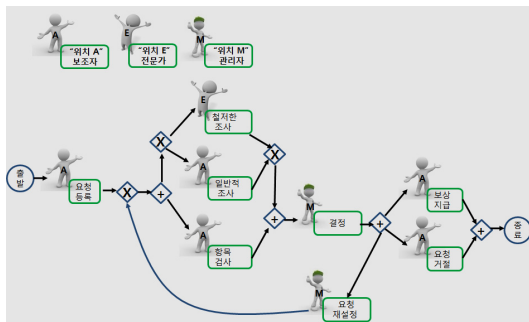 A
"위치 A"
보조자
E
"위치 E"
전문가
M
"위치 M"
관리자
출
발
A
요청
등록
X
+
X
E
철저한
조사
A
일반적
조사
A
항목
검사
X
+
M
결정
+
A
보상
지급
A
요청
거절
+
종
료
M
요청
재설정